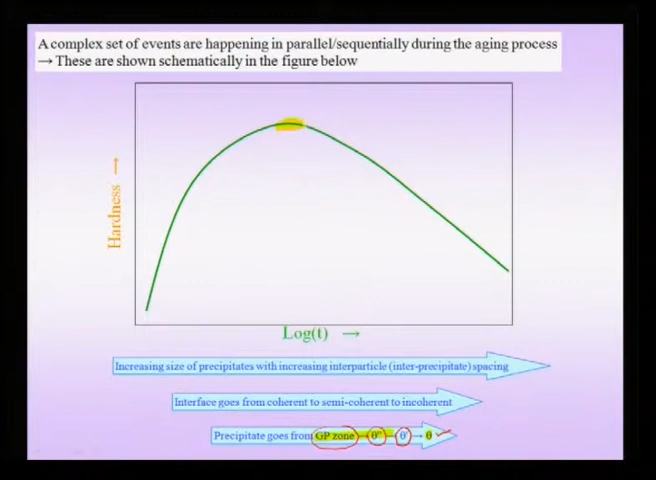 A complex set of events are happening in parallel/sequentially during the aging process
→ These are shown schematically in the figure below
Hardness →
Log(t) →
Increasing size of precipitates with increasing interparticle (inter-precipitate) spacing
Interface goes from coherent to semi-coherent to incoherent
Precipitate goes from GP zone → θ'' → θ' → θ